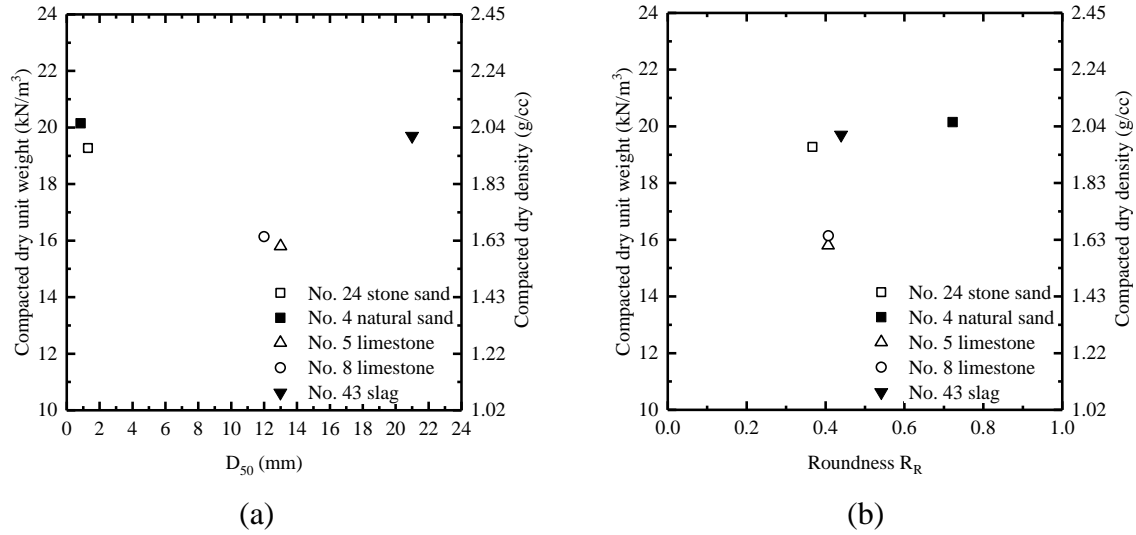 24
22
20
18
16
14
12
10
Compacted dry unit weight (kN/m³)
2.45
2.24
2.04
1.83
1.63
1.43
1.22
1.02
Compacted dry density (g/cc)
No. 24 stone sand
No. 4 natural sand
No. 5 limestone
No. 8 limestone
No. 43 slag
0 2 4 6 8 10 12 14 16 18 20 22 24
D₅₀ (mm)
(a)
24
22
20
18
16
14
12
10
Compacted dry unit weight (kN/m³)
2.45
2.24
2.04
1.83
1.63
1.43
1.22
1.02
Compacted dry density (g/cc)
No. 24 stone sand
No. 4 natural sand
No. 5 limestone
No. 8 limestone
No. 43 slag
0.0 0.2 0.4 0.6 0.8 1.0
Roundness R_R
(b)